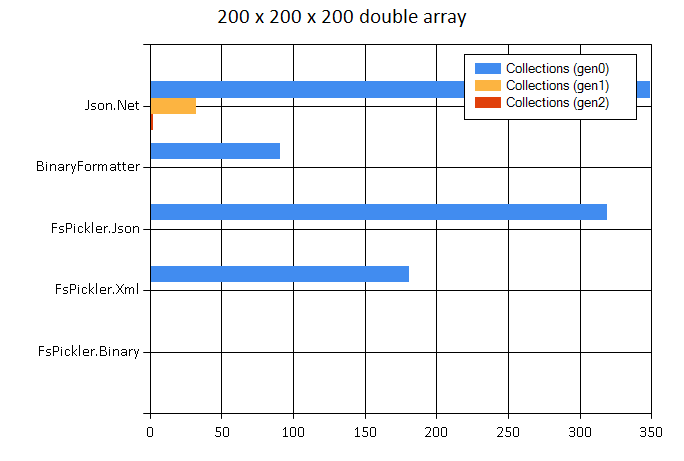 200 x 200 x 200 double array
Collections (gen0)
Collections (gen1)
Collections (gen2)
Json.Net
BinaryFormatter
FsPickler.Json
FsPickler.Xml
FsPickler.Binary
0 50 100 150 200 250 300 350